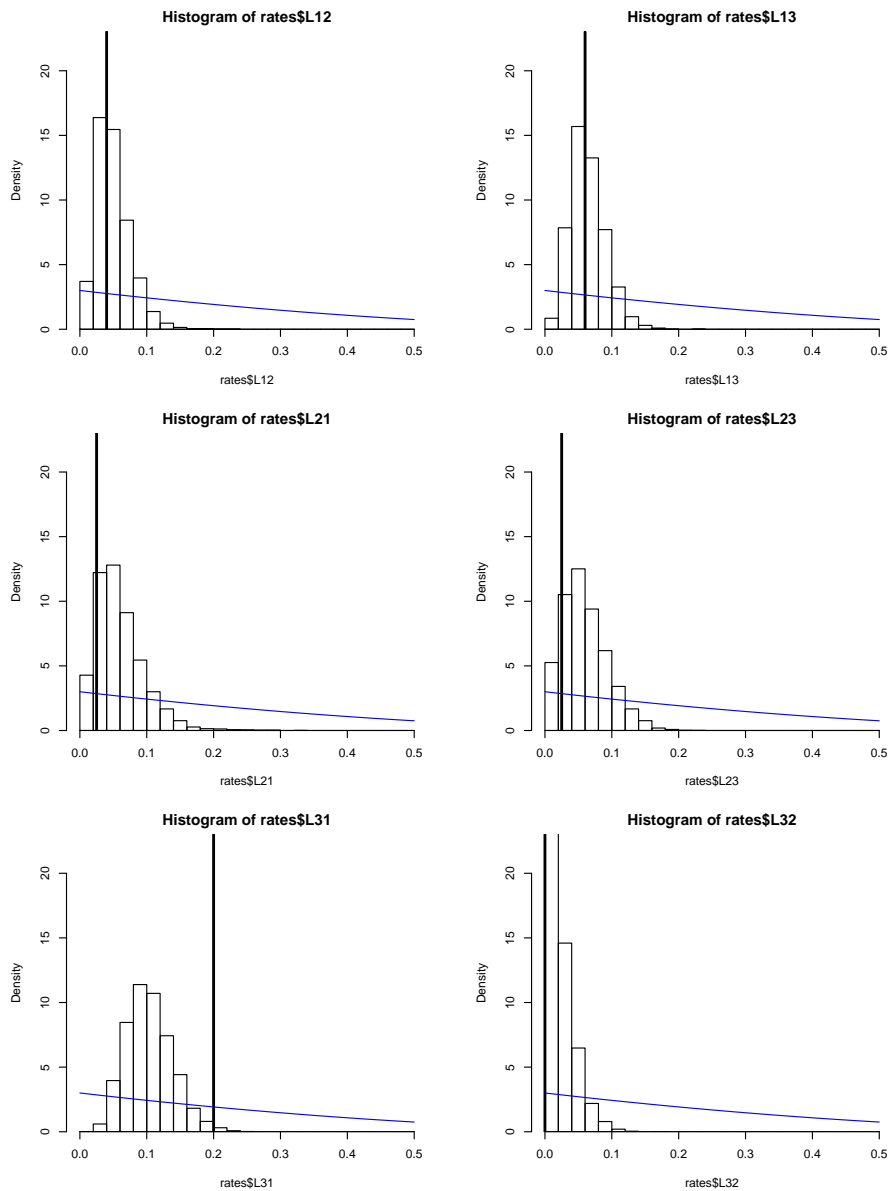 Histogram of rates$L12
Density
0
5
10
15
20
0.0 0.1 0.2 0.3 0.4 0.5
rates$L12
Histogram of rates$L13
Density
0
5
10
15
20
0.0 0.1 0.2 0.3 0.4 0.5
rates$L13
Histogram of rates$L21
Density
0
5
10
15
20
0.0 0.1 0.2 0.3 0.4 0.5
rates$L21
Histogram of rates$L23
Density
0
5
10
15
20
0.0 0.1 0.2 0.3 0.4 0.5
rates$L23
Histogram of rates$L31
Density
0
5
10
15
20
0.0 0.1 0.2 0.3 0.4 0.5
rates$L31
Histogram of rates$L32
Density
0
5
10
15
20
0.0 0.1 0.2 0.3 0.4 0.5
rates$L32